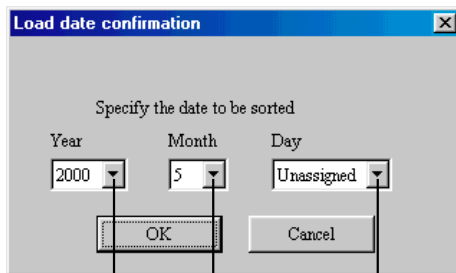 Load date confirmation
Specify the date to be sorted
Year Month Day
2000 5 Unassigned
OK Cancel